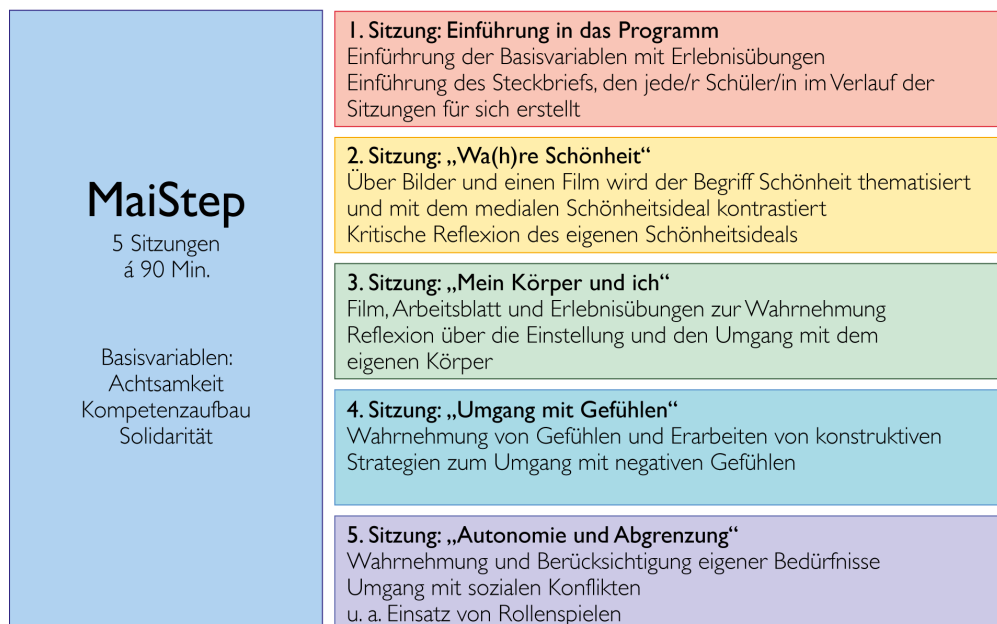 MaiStep
5 Sitzungen
á 90 Min.
Basisvariablen:
Achtsamkeit
Kompetenzaufbau
Solidarität
1. Sitzung: Einführung in das Programm
Einfürhrung der Basisvariablen mit Erlebnisübungen
Einführung des Steckbriefs, den jede/r Schüler/in im Verlauf der
Sitzungen für sich erstellt
2. Sitzung: „Wa(h)re Schönheit“
Über Bilder und einen Film wird der Begriff Schönheit thematisiert
und mit dem medialen Schönheitsideal kontrastiert
Kritische Reflexion des eigenen Schönheitsideals
3. Sitzung: „Mein Körper und ich“
Film, Arbeitsblatt und Erlebnisübungen zur Wahrnehmung
Reflexion über die Einstellung und den Umgang mit dem
eigenen Körper
4. Sitzung: „Umgang mit Gefühlen“
Wahrnehmung von Gefühlen und Erarbeiten von konstruktiven
Strategien zum Umgang mit negativen Gefühlen
5. Sitzung: „Autonomie und Abgrenzung“
Wahrnehmung und Berücksichtigung eigener Bedürfnisse
Umgang mit sozialen Konflikten
u. a. Einsatz von Rollenspielen